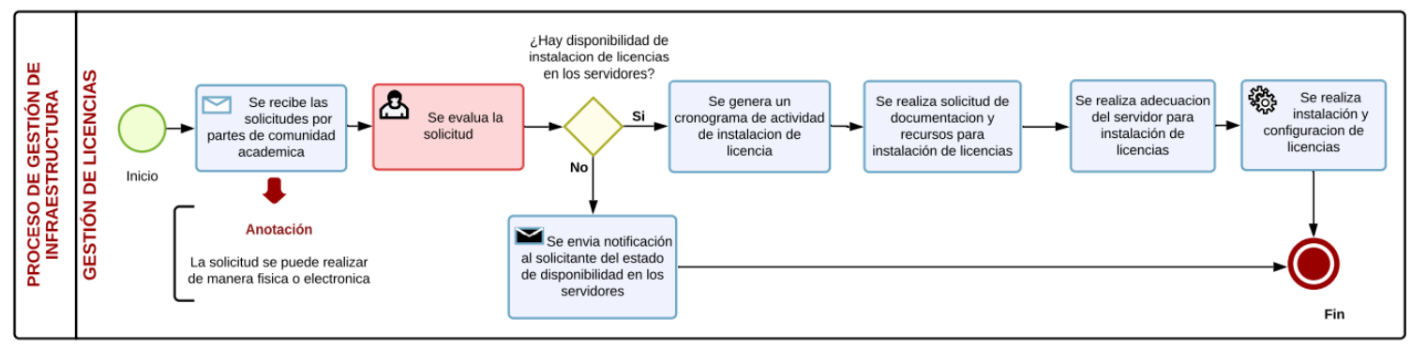 PROCESO DE GESTIÓN DE
INFRAESTRUCTURA
GESTIÓN DE LICENCIAS
Inicio
Se recibe las
solicitudes por
partes de comunidad
academica
Anotación
La solicitud se puede realizar
de manera fisica o electronica
Se evalua la
solicitud
¿Hay disponibilidad de
instalacion de licencias
en los servidores?
Si
No
Se genera un
cronograma de actividad
de instalacion de
licencia
Se realiza solicitud de
documentacion y
recursos para
instalación de licencias
Se realiza adecuacion
del servidor para
instalación de
licencias
Se realiza
instalación y
configuracion de
licencias
Se envia notificación
al solicitante del estado
de disponibilidad en los
servidores
Fin